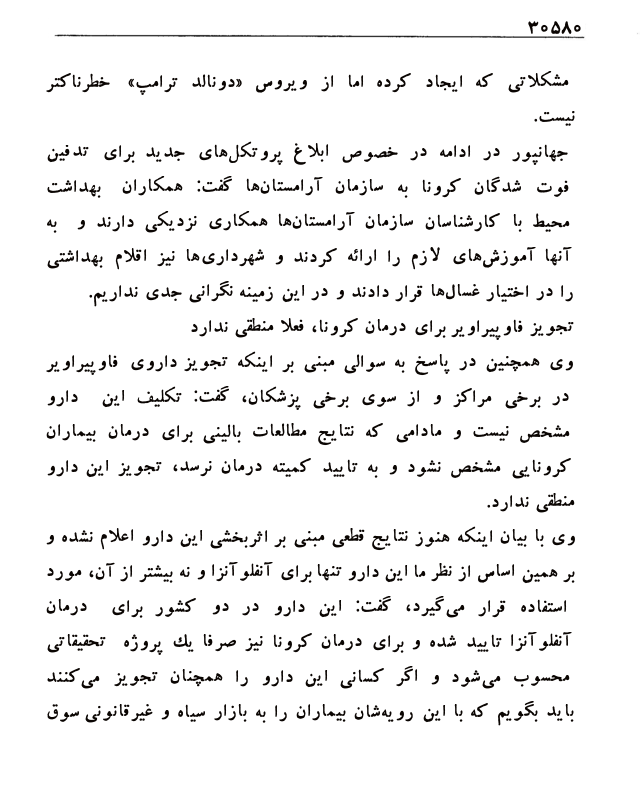 ۳۰۵۸۰
مشکلاتی که ایجاد کرده اما از ویروس «دونالد ترامپ» خطرناکتر
نیست.
جهانپور در ادامه در خصوص ابلاغ پروتکل‌های جدید برای تدفین
فوت شدگان کرونا به سازمان آرامستان‌ها گفت: همکاران بهداشت
محیط با کارشناسان سازمان آرامستان‌ها همکاری نزدیکی دارند و به
آنها آموزش‌های لازم را ارائه کردند و شهرداری‌ها نیز اقلام بهداشتی
را در اختیار غسال‌ها قرار دادند و در این زمینه نگرانی جدی نداریم.
تجویز فاوپیراویر برای درمان کرونا، فعلا منطقی ندارد
وی همچنین در پاسخ به سوالی مبنی بر اینکه تجویز داروی فاوپیراویر
در برخی مراکز و از سوی برخی پزشکان، گفت: تکلیف این دارو
مشخص نیست و مادامی که نتایج مطالعات بالینی برای درمان بیماران
کرونایی مشخص نشود و به تایید کمیته درمان نرسد، تجویز این دارو
منطقی ندارد.
وی با بیان اینکه هنوز نتایج قطعی مبنی بر اثربخشی این دارو اعلام نشده و
بر همین اساس از نظر ما این دارو تنها برای آنفلوآنزا و نه بیشتر از آن، مورد
استفاده قرار می‌گیرد، گفت: این دارو در دو کشور برای درمان
آنفلوآنزا تایید شده و برای درمان کرونا نیز صرفا یك پروژه تحقیقاتی
محسوب می‌شود و اگر کسانی این دارو را همچنان تجویز می‌کنند
باید بگویم که با این رویه‌شان بیماران را به بازار سیاه و غیرقانونی سوق